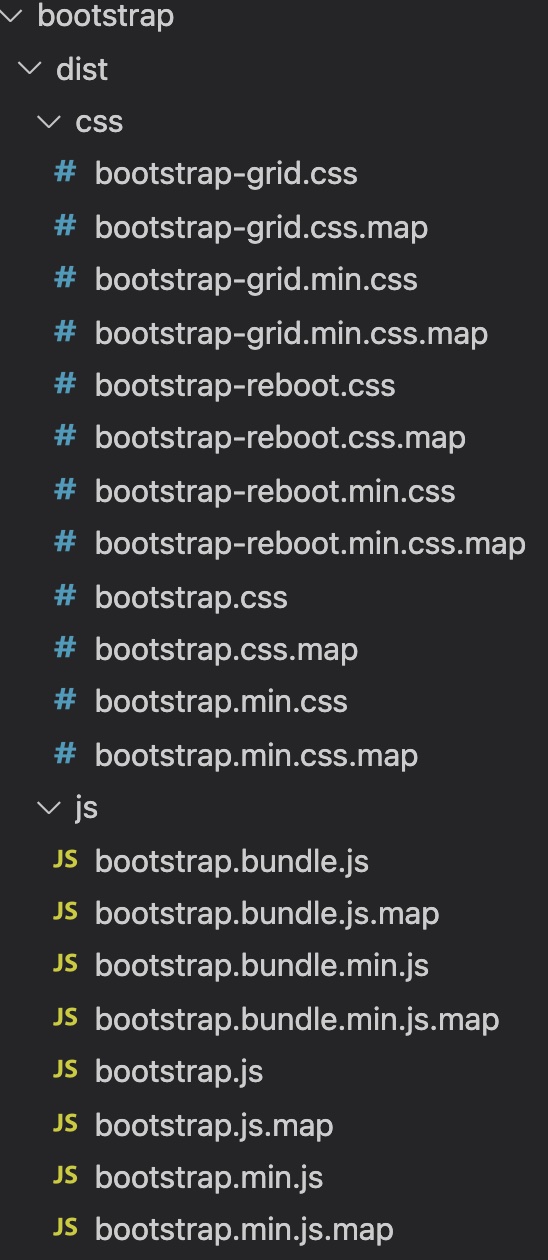 bootstrap
dist
css
# bootstrap-grid.css
# bootstrap-grid.css.map
# bootstrap-grid.min.css
# bootstrap-grid.min.css.map
# bootstrap-reboot.css
# bootstrap-reboot.css.map
# bootstrap-reboot.min.css
# bootstrap-reboot.min.css.map
# bootstrap.css
# bootstrap.css.map
# bootstrap.min.css
# bootstrap.min.css.map
js
JS bootstrap.bundle.js
JS bootstrap.bundle.js.map
JS bootstrap.bundle.min.js
JS bootstrap.bundle.min.js.map
JS bootstrap.js
JS bootstrap.js.map
JS bootstrap.min.js
JS bootstrap.min.js.map